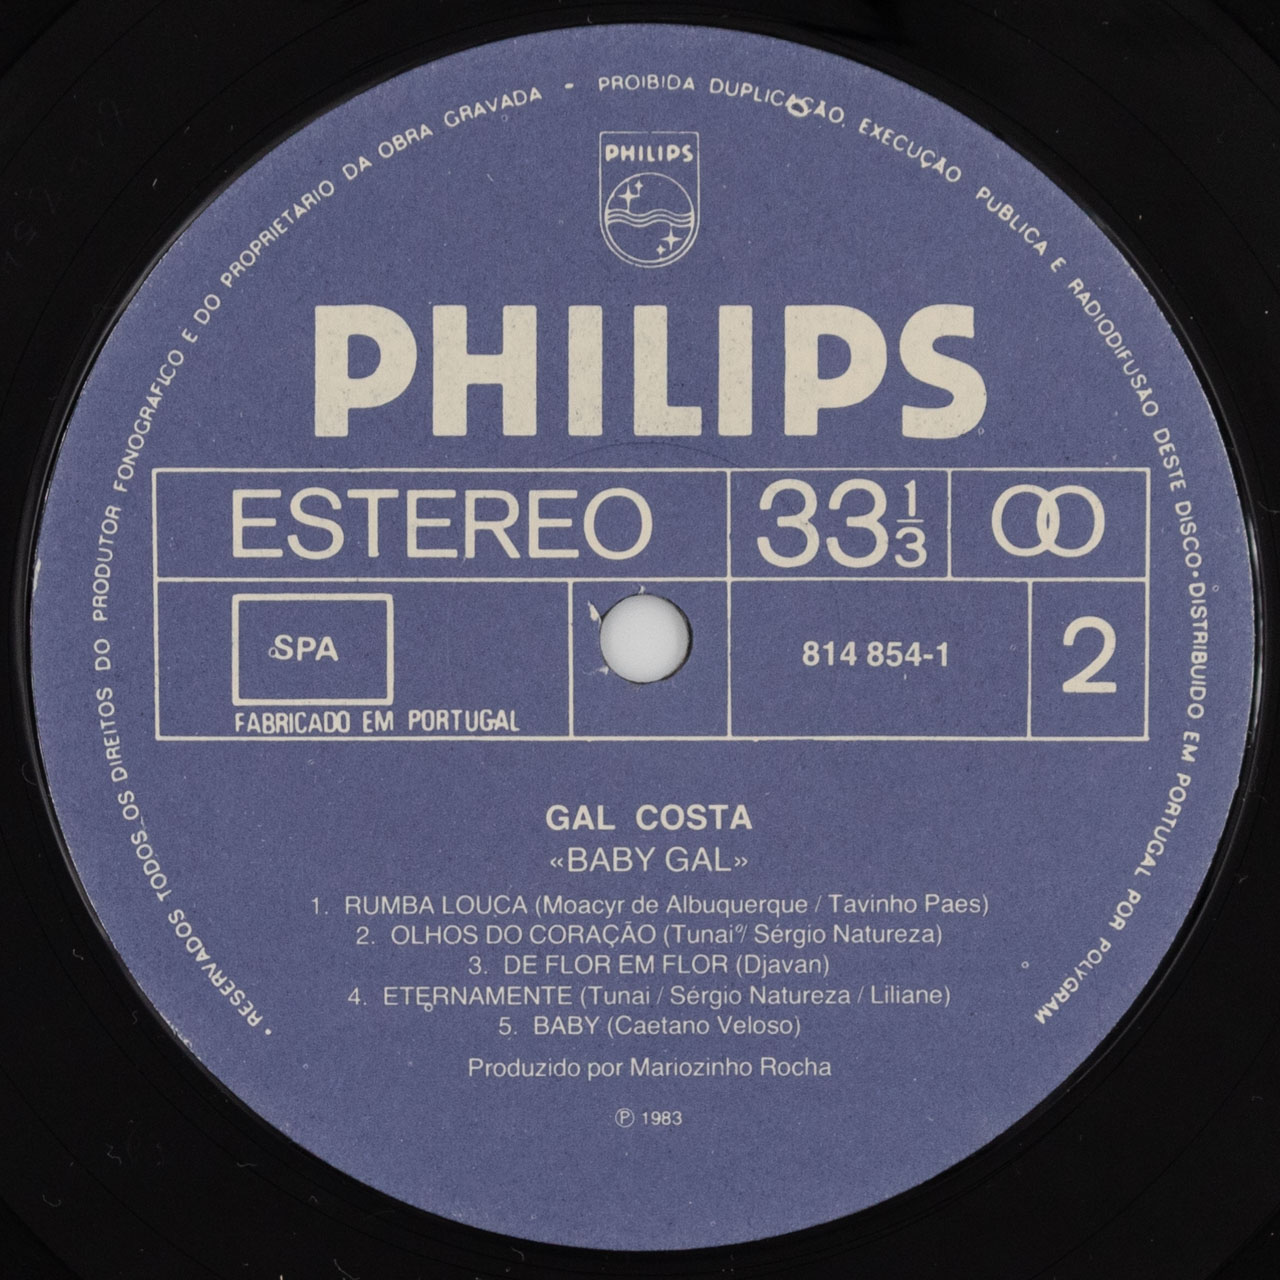 • RESERVADOS TODOS OS DIREITOS DO PRODUTOR FONOGRAFICO E DO PROPRIETARIO DA OBRA GRAVADA - PROIBIDA DUPLICAÇÃO, EXECUÇÃO PUBLICA E RADIODIFUSAO DESTE DISCO • DISTRIBUIDO EM PORTUGAL POR POLYGRAM
PHILIPS
PHILIPS
ESTEREO 33 1/3
SPA 814 854-1 2
FABRICADO EM PORTUGAL
GAL COSTA
«BABY GAL»
1. RUMBA LOUCA (Moacyr de Albuquerque / Tavinho Paes)
2. OLHOS DO CORAÇÃO (Tunai / Sérgio Natureza)
3. DE FLOR EM FLOR (Djavan)
4. ETERNAMENTE (Tunai / Sérgio Natureza / Liliane)
5. BABY (Caetano Veloso)
Produzido por Mariozinho Rocha
℗ 1983